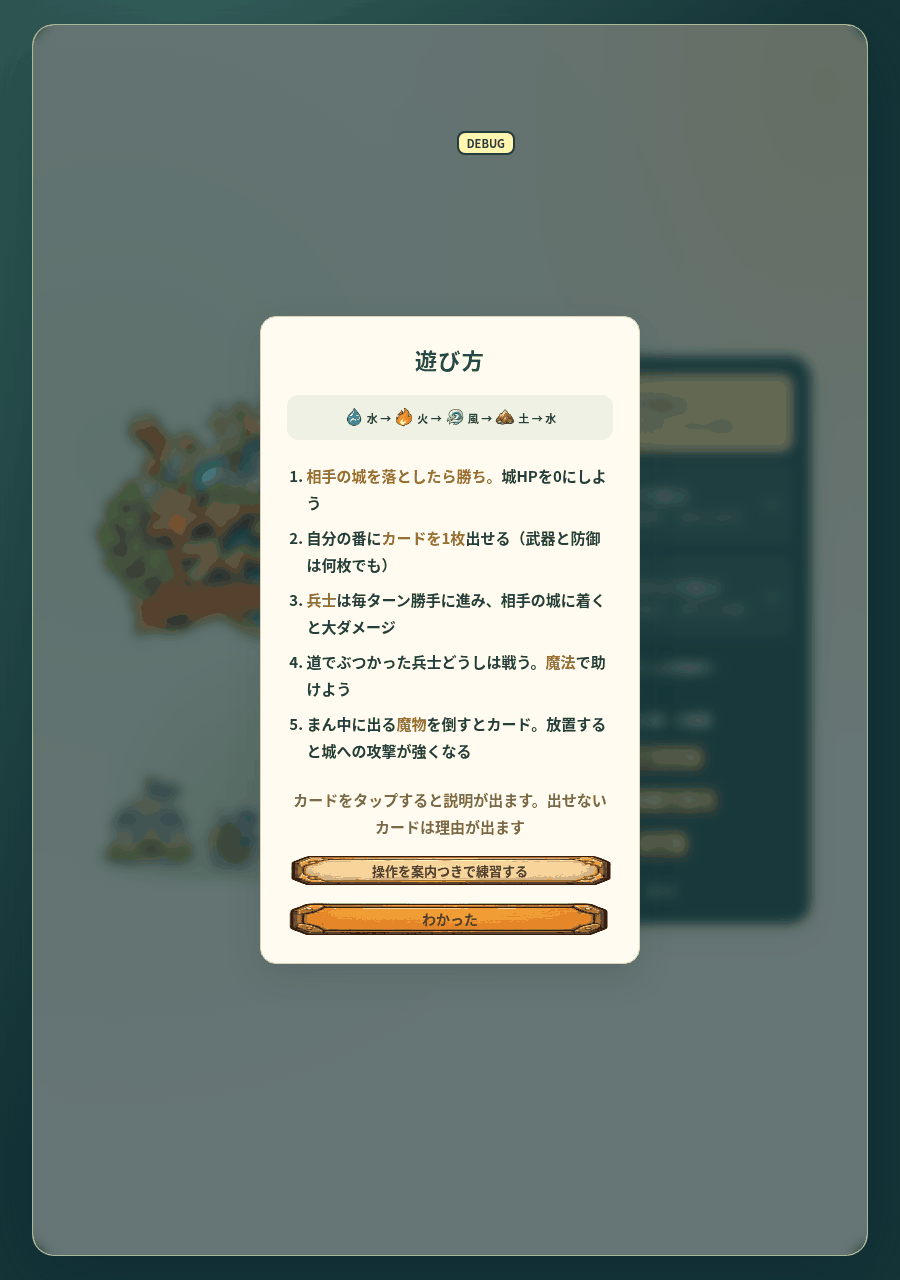 DEBUG
遊び方
水→ 火→ 風→ 土→水
1. 相手の城を落としたら勝ち。城HPを0にしよ
う
2. 自分の番にカードを1枚出せる（武器と防御
は何枚でも）
3. 兵士は毎ターン勝手に進み、相手の城に着く
と大ダメージ
4. 道でぶつかった兵士どうしは戦う。魔法で助
けよう
5. まん中に出る魔物を倒すとカード。放置する
と城への攻撃が強くなる
カードをタップすると説明が出ます。出せない
カードは理由が出ます
操作を案内つきで練習する
わかった